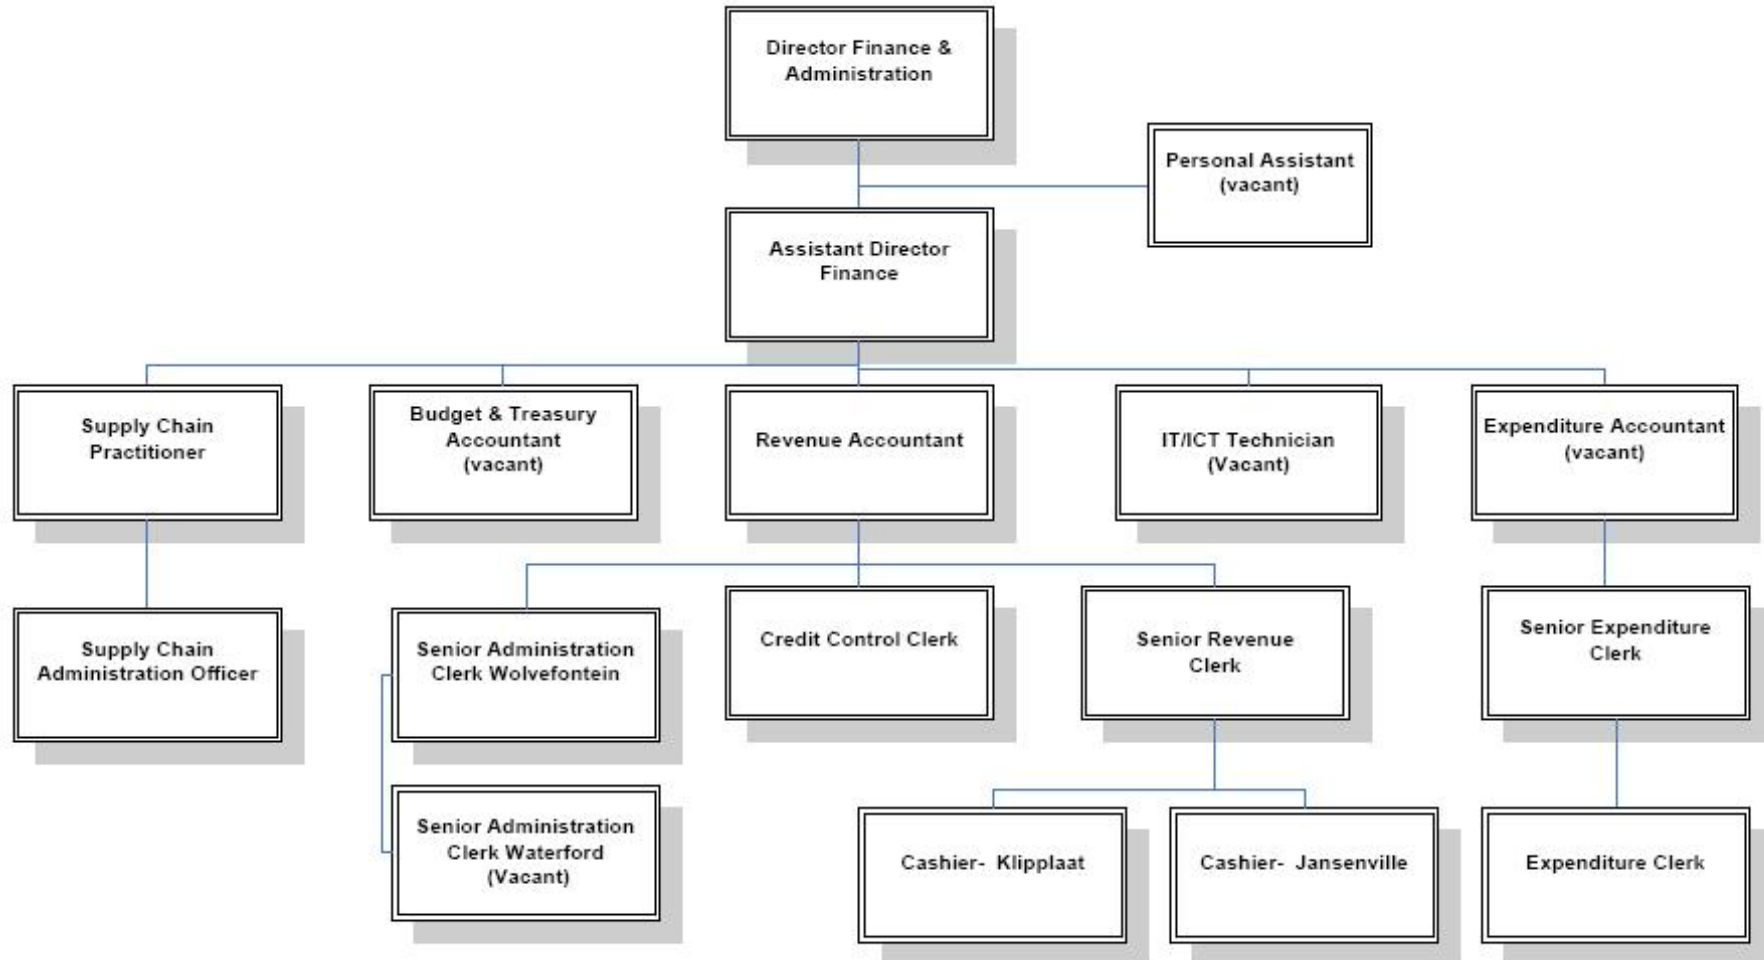 Director Finance &
Administration
Personal Assistant
(vacant)
Assistant Director
Finance
Supply Chain
Practitioner
Budget & Treasury
Accountant
(vacant)
Revenue Accountant
IT/ICT Technician
(Vacant)
Expenditure Accountant
(vacant)
Supply Chain
Administration Officer
Senior Administration
Clerk Wolvefontein
Credit Control Clerk
Senior Revenue
Clerk
Senior Expenditure
Clerk
Senior Administration
Clerk Waterford
(Vacant)
Cashier- Klipplaat
Cashier- Jansenville
Expenditure Clerk